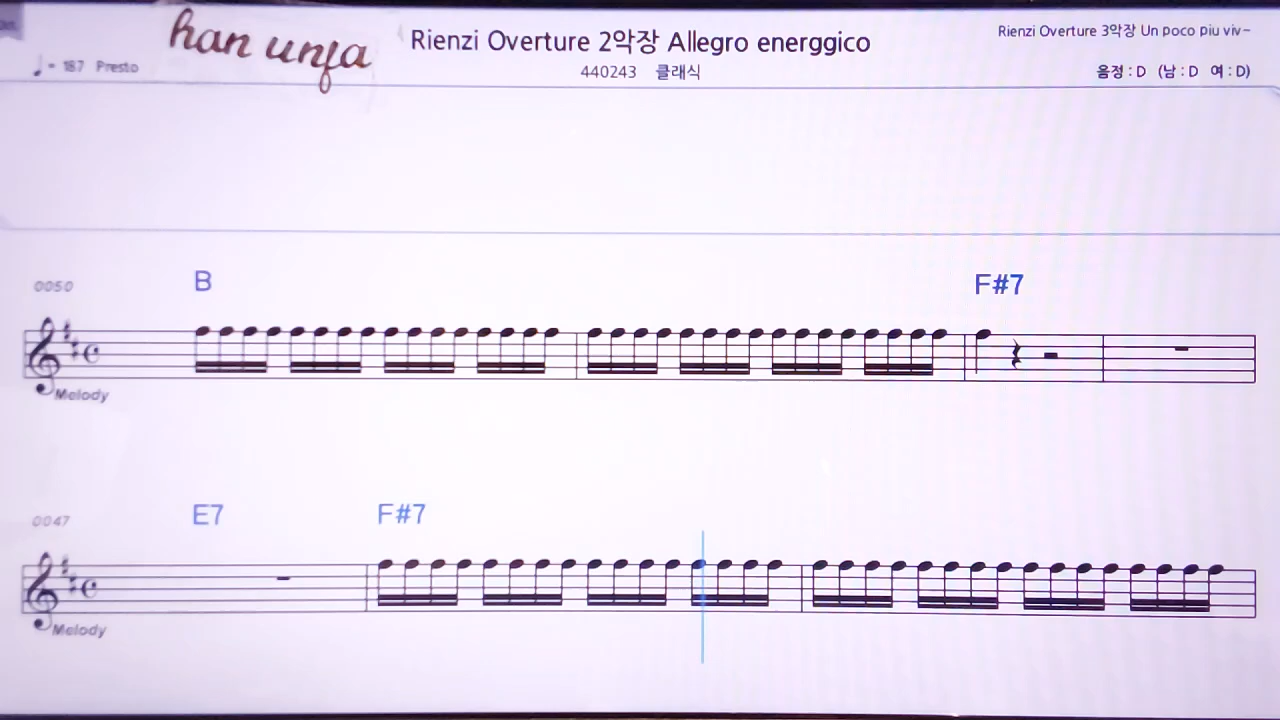 han unfa
Rienzi Overture 2악장 Allegro energgico
Rienzi Overture 3악장 Un poco piu viv~
♩= 187 Presto
440243 클래식
음정 : D (남 : D 여 : D)
0050 B F#7
Melody
0047 E7 F#7
Melody